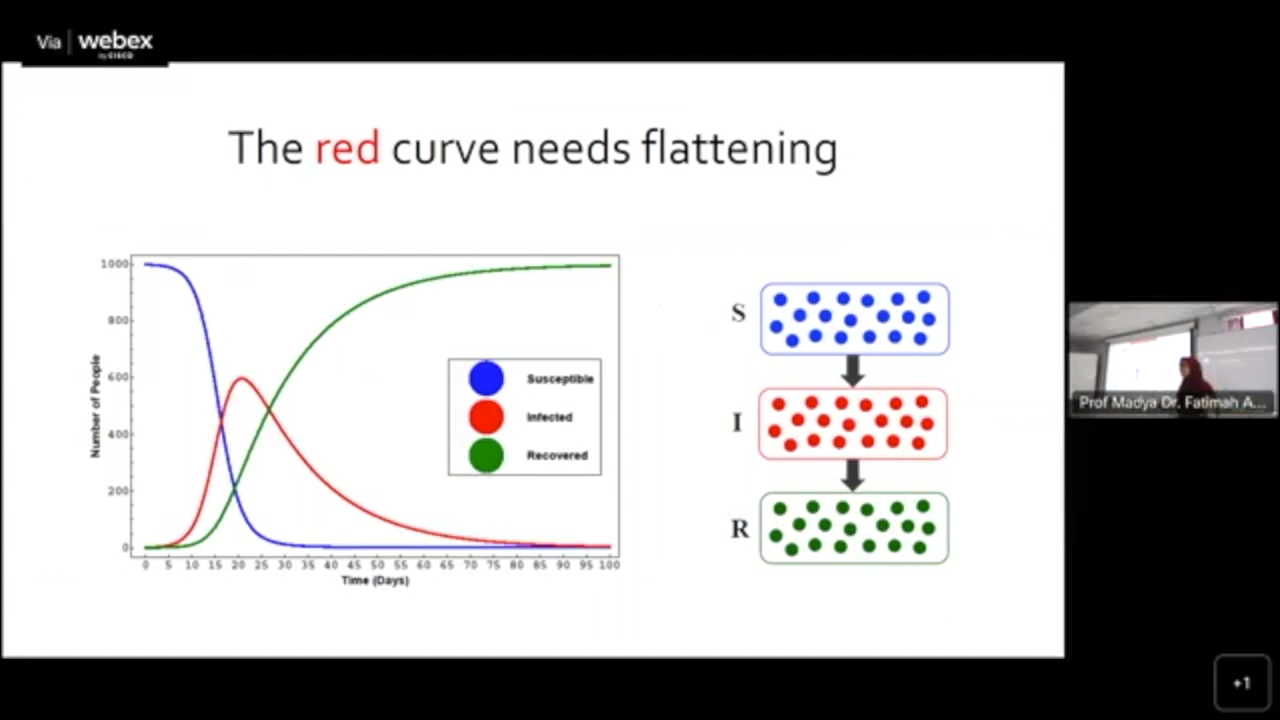 Via webex
by CISCO
The red curve needs flattening
1000
800
600
400
200
0
Number of People
0 5 10 15 20 25 30 35 40 45 50 55 60 65 70 75 80 85 90 95 100
Time (Days)
Susceptible
Infected
Recovered
S
I
R
Prof Madya Dr. Fatimah A...
+1